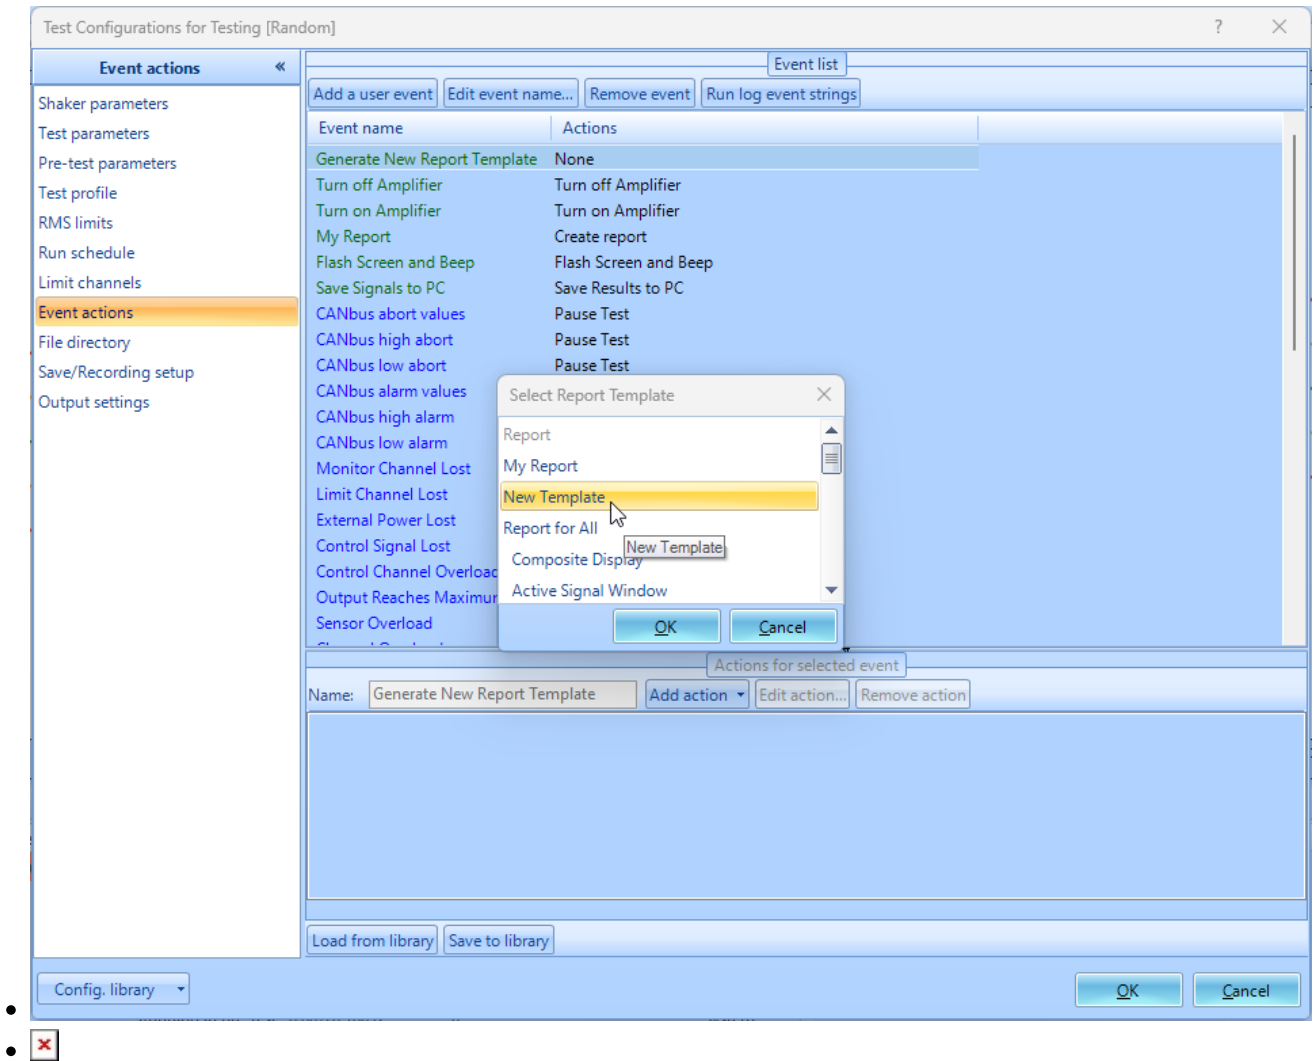 Test Configurations for Testing [Random]
?
Event actions «
Shaker parameters
Test parameters
Pre-test parameters
Test profile
RMS limits
Run schedule
Limit channels
Event actions
File directory
Save/Recording setup
Output settings
Event list
Add a user event Edit event name... Remove event Run log event strings
Event name Actions
Generate New Report Template None
Turn off Amplifier Turn off Amplifier
Turn on Amplifier Turn on Amplifier
My Report Create report
Flash Screen and Beep Flash Screen and Beep
Save Signals to PC Save Results to PC
CANbus abort values Pause Test
CANbus high abort Pause Test
CANbus low abort Pause Test
CANbus alarm values
CANbus high alarm
CANbus low alarm
Monitor Channel Lost
Limit Channel Lost
External Power Lost
Control Signal Lost
Control Channel Overload
Output Reaches Maximum
Sensor Overload
Select Report Template
Report
My Report
New Template
Report for All
New Template
Composite Display
Active Signal Window
OK Cancel
Actions for selected event
Name: Generate New Report Template Add action Edit action... Remove action
Load from library Save to library
Config. library
OK Cancel